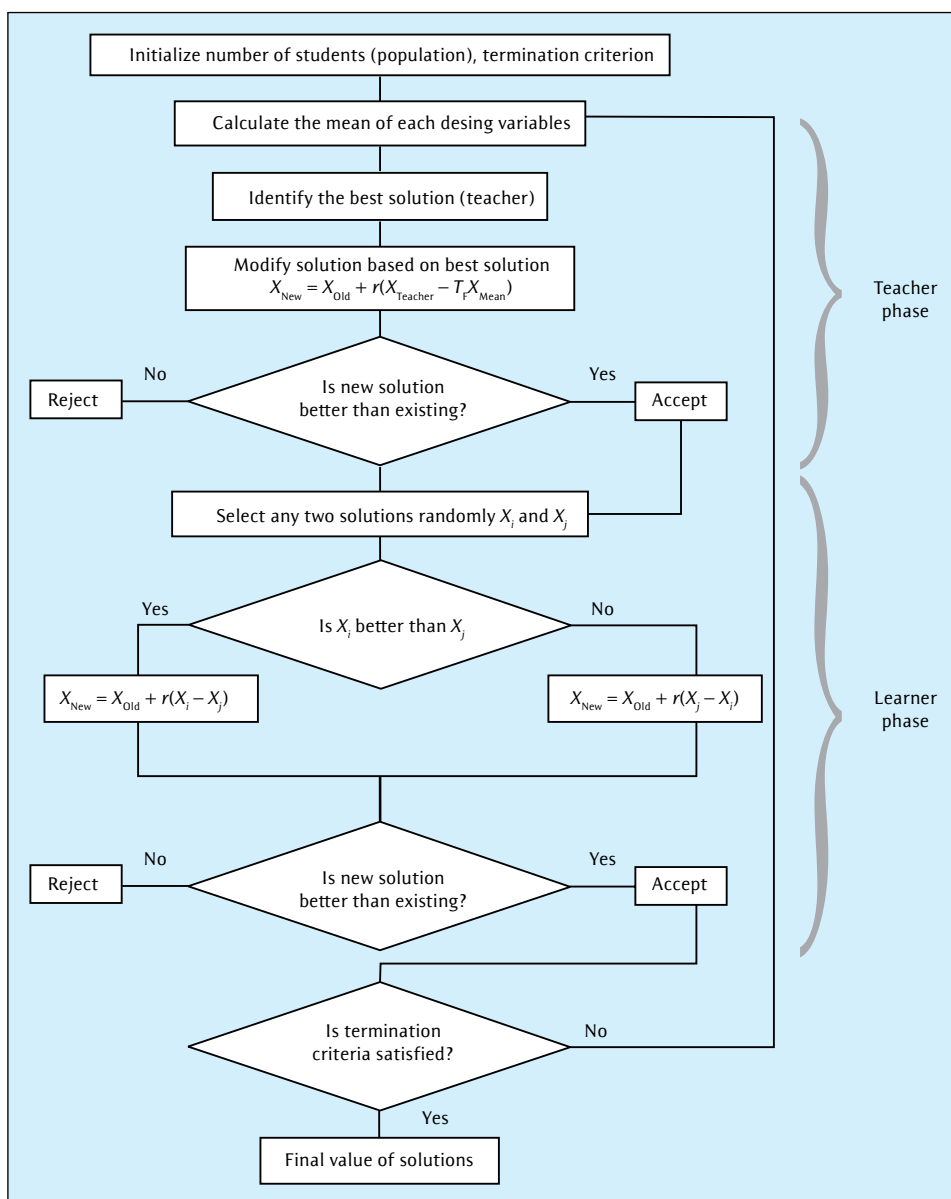 Initialize number of students (population), termination criterion
Calculate the mean of each desing variables
Identify the best solution (teacher)
Modify solution based on best solution
X_New = X_Old + r(X_Teacher − T_F X_Mean)
Teacher
phase
No
Is new solution
better than existing?
Yes
Reject
Accept
Select any two solutions randomly X_i and X_j
Yes
Is X_i better than X_j
No
X_New = X_Old + r(X_i − X_j)
X_New = X_Old + r(X_j − X_i)
Learner
phase
No
Is new solution
better than existing?
Yes
Reject
Accept
Is termination
criteria satisfied?
No
Yes
Final value of solutions